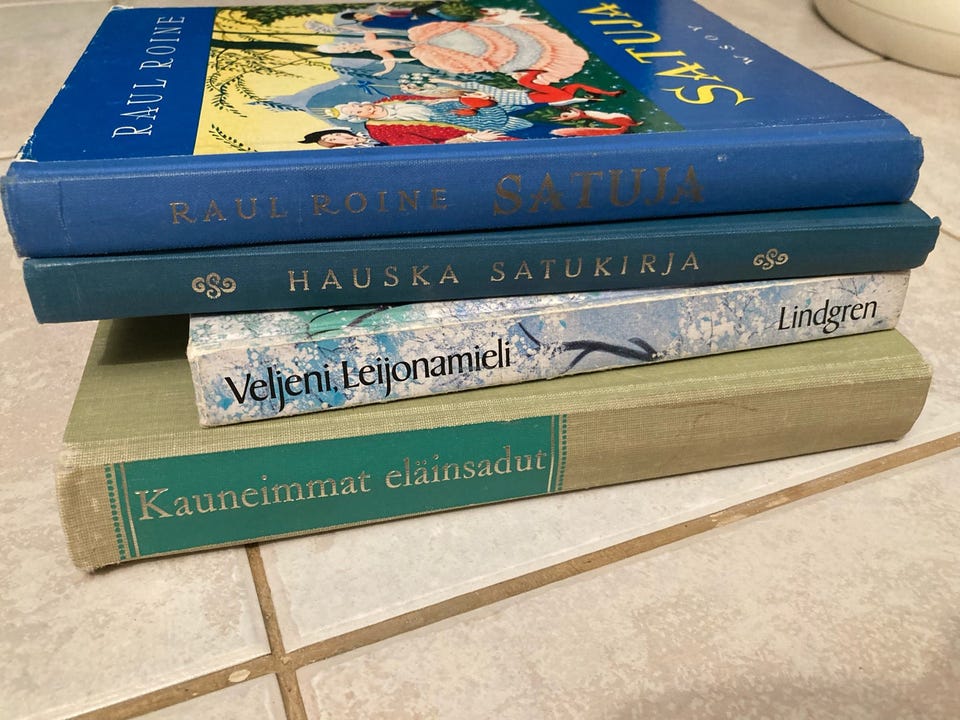 RAUL ROINE
SATUJA
WSOY
RAUL ROINE SATUJA
HAUSKA SATUKIRJA
Veljeni, Leijonamieli Lindgren
Kauneimmat eläinsadut